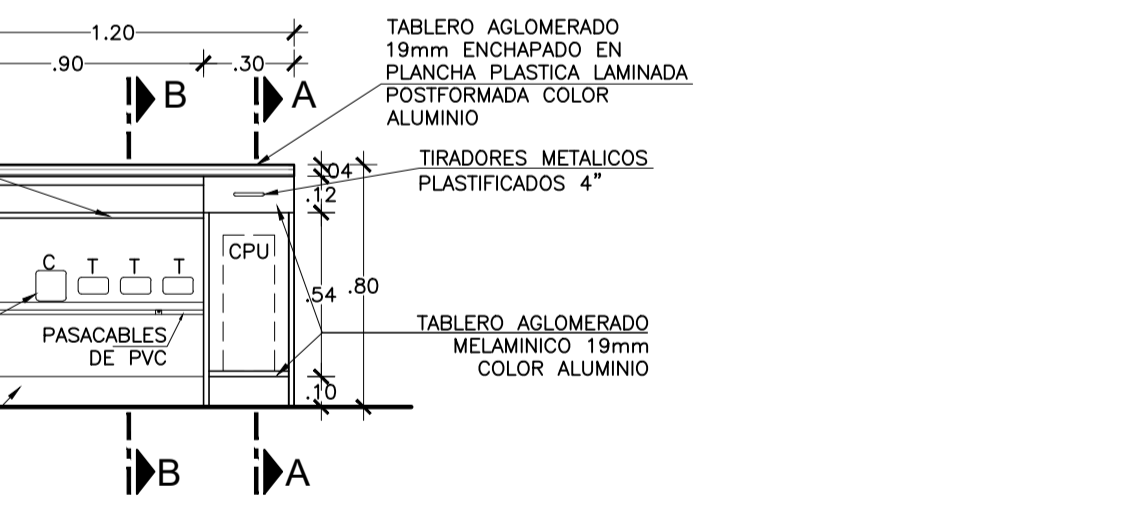 1.20
.90
.30
B
A
TABLERO AGLOMERADO
19mm ENCHAPADO EN
PLANCHA PLASTICA LAMINADA
POSTFORMADA COLOR
ALUMINIO
.04
TIRADORES METALICOS
PLASTIFICADOS 4”
.12
CPU
C T T T
.54 .80
PASACABLES
DE PVC
TABLERO AGLOMERADO
MELAMINICO 19mm
COLOR ALUMINIO
.10
B
A